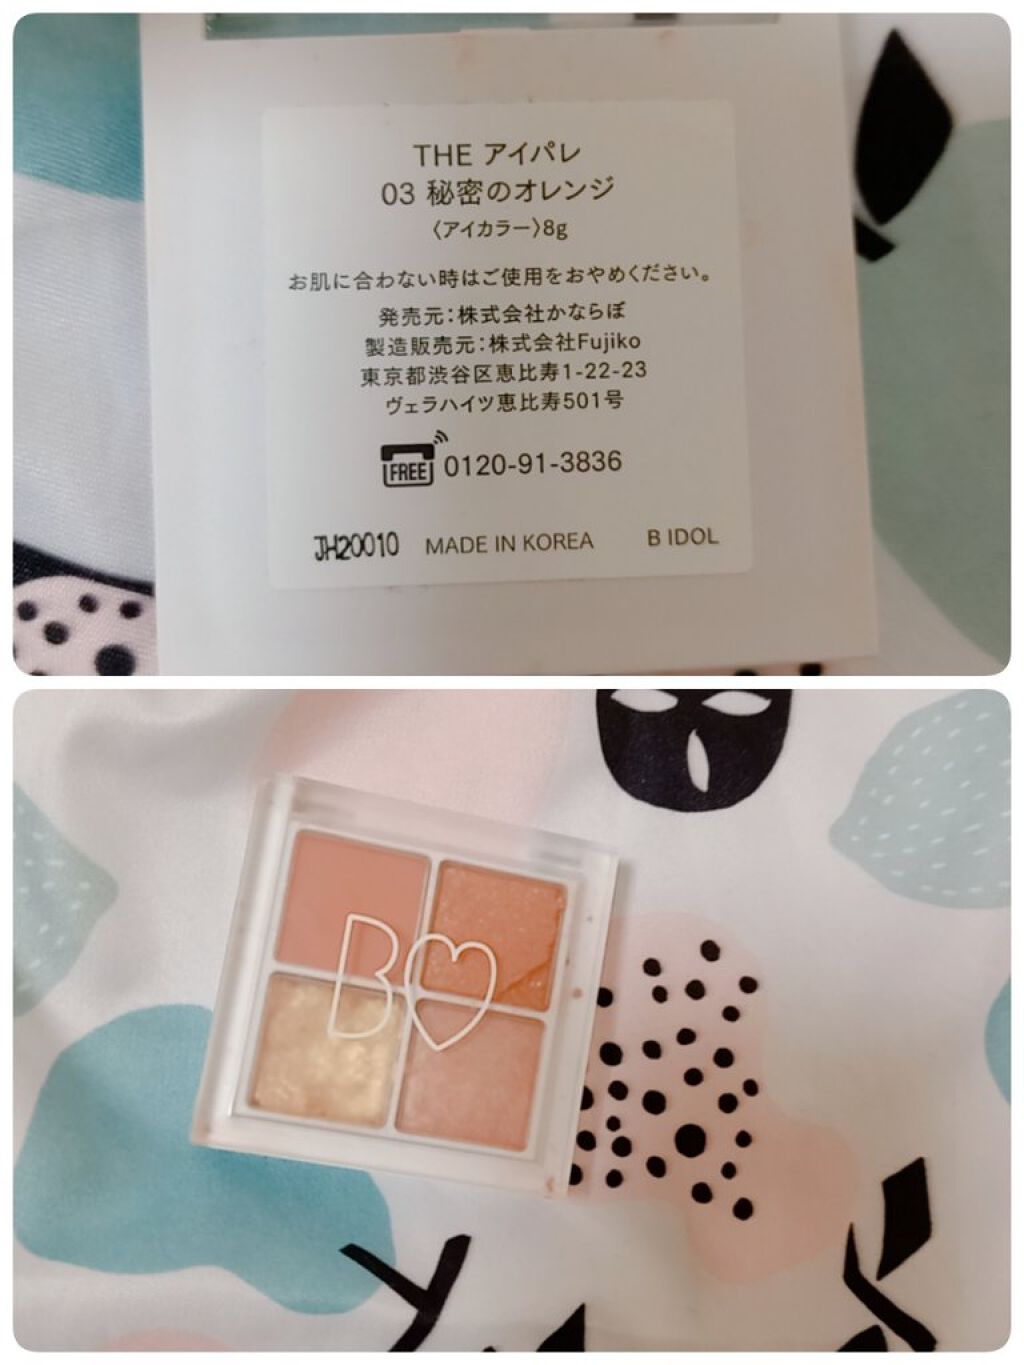 THE アイパレ
03 秘密のオレンジ
〈アイカラー〉8g
お肌に合わない時はご使用をおやめください。
発売元：株式会社かならぼ
製造販売元：株式会社Fujiko
東京都渋谷区恵比寿1-22-23
ヴェラハイツ恵比寿501号
FREE 0120-91-3836
JH20010 MADE IN KOREA B IDOL
B♡